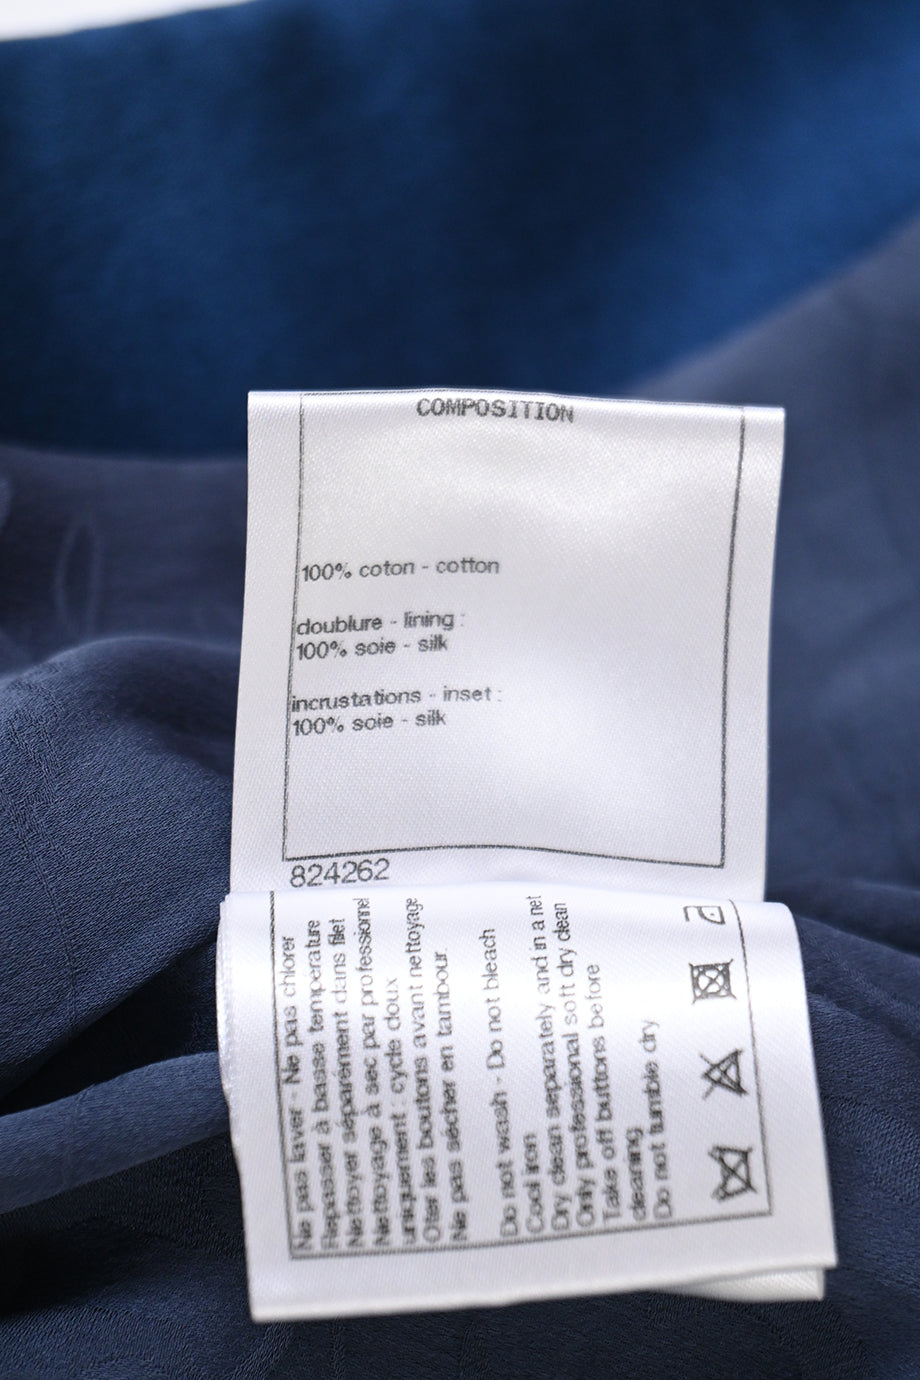 COMPOSITION
100% coton - cotton
doublure - lining :
100% soie - silk
incrustations - inset :
100% soie - silk
824262
Ne pas laver - Ne pas chlorer
Repasser à basse temperature
Nettoyer séparément dans filet
Nettoyage à sec par professionnel
uniquement : cycle doux
Oter les boutons avant nettoyage
Ne pas sécher en tambour.
Do not wash - Do not bleach
Cool iron
Dry clean separately and in a net
Only professional soft dry clean
Take off buttons before
cleaning
Do not tumble dry